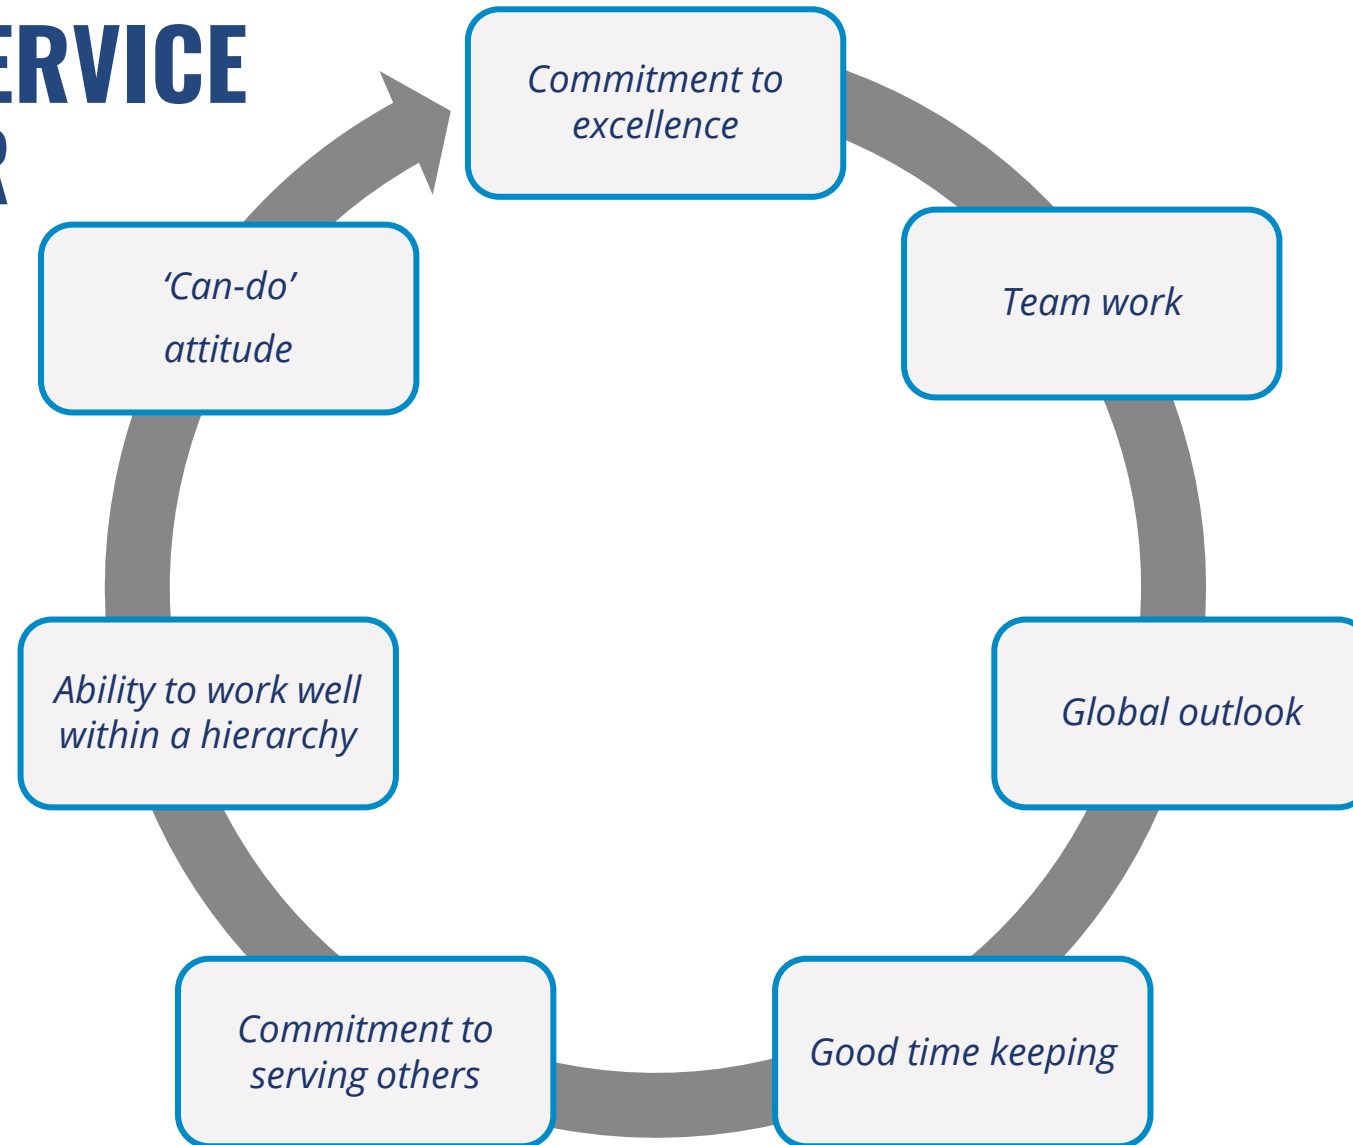 ERVICE
R
Commitment to
excellence
Team work
Global outlook
Good time keeping
Commitment to
serving others
Ability to work well
within a hierarchy
‘Can-do’
attitude